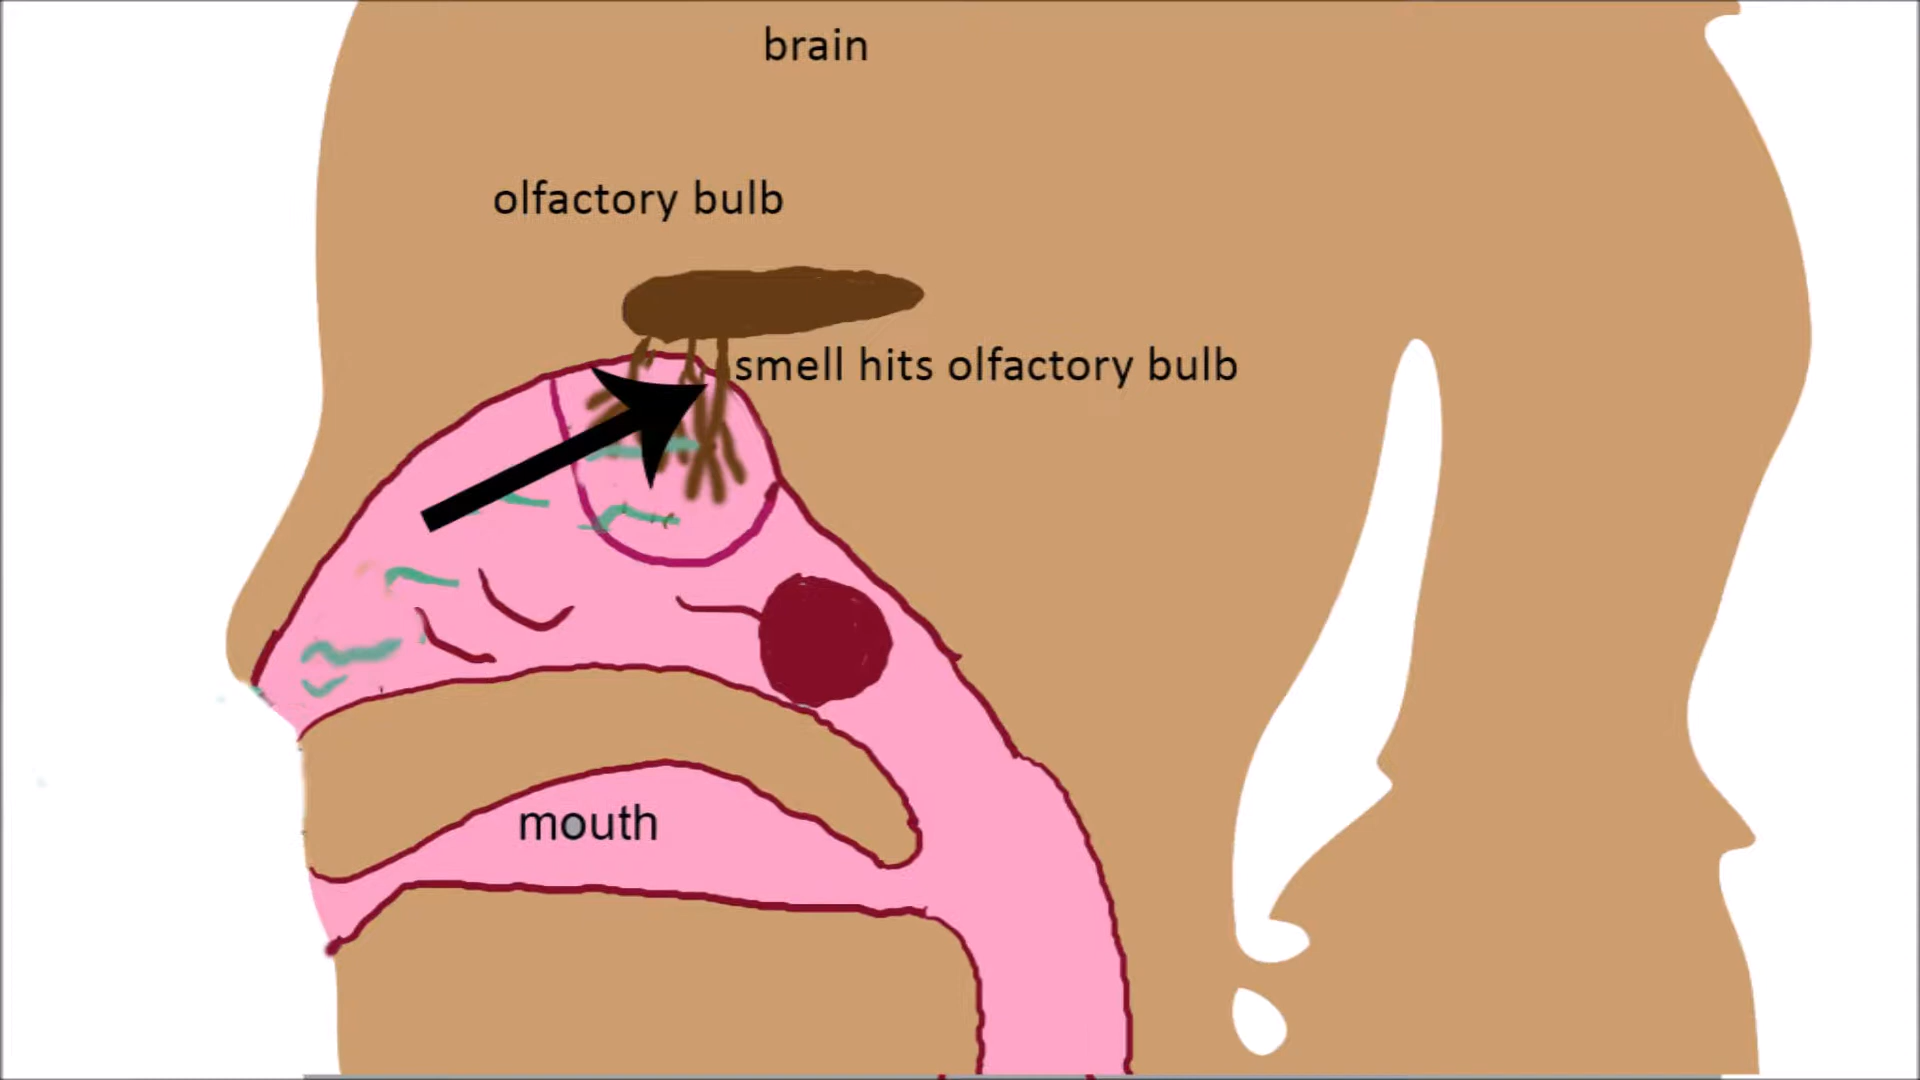 brain
olfactory bulb
smell hits olfactory bulb
mouth